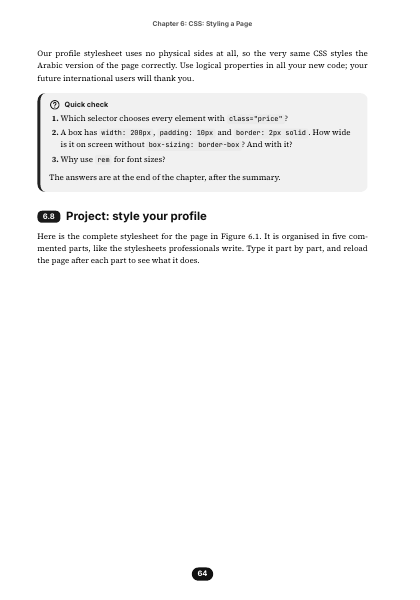 Chapter 6: CSS: Styling a Page
Our profile stylesheet uses no physical sides at all, so the very same CSS styles the
Arabic version of the page correctly. Use logical properties in all your new code; your
future international users will thank you.
? Quick check
1. Which selector chooses every element with class="price"?
2. A box has width: 200px, padding: 10px and border: 2px solid. How wide
is it on screen without box-sizing: border-box? And with it?
3. Why use rem for font sizes?
The answers are at the end of the chapter, after the summary.
6.8 Project: style your profile
Here is the complete stylesheet for the page in Figure 6.1. It is organised in five com-
mented parts, like the stylesheets professionals write. Type it part by part, and reload
the page after each part to see what it does.
64